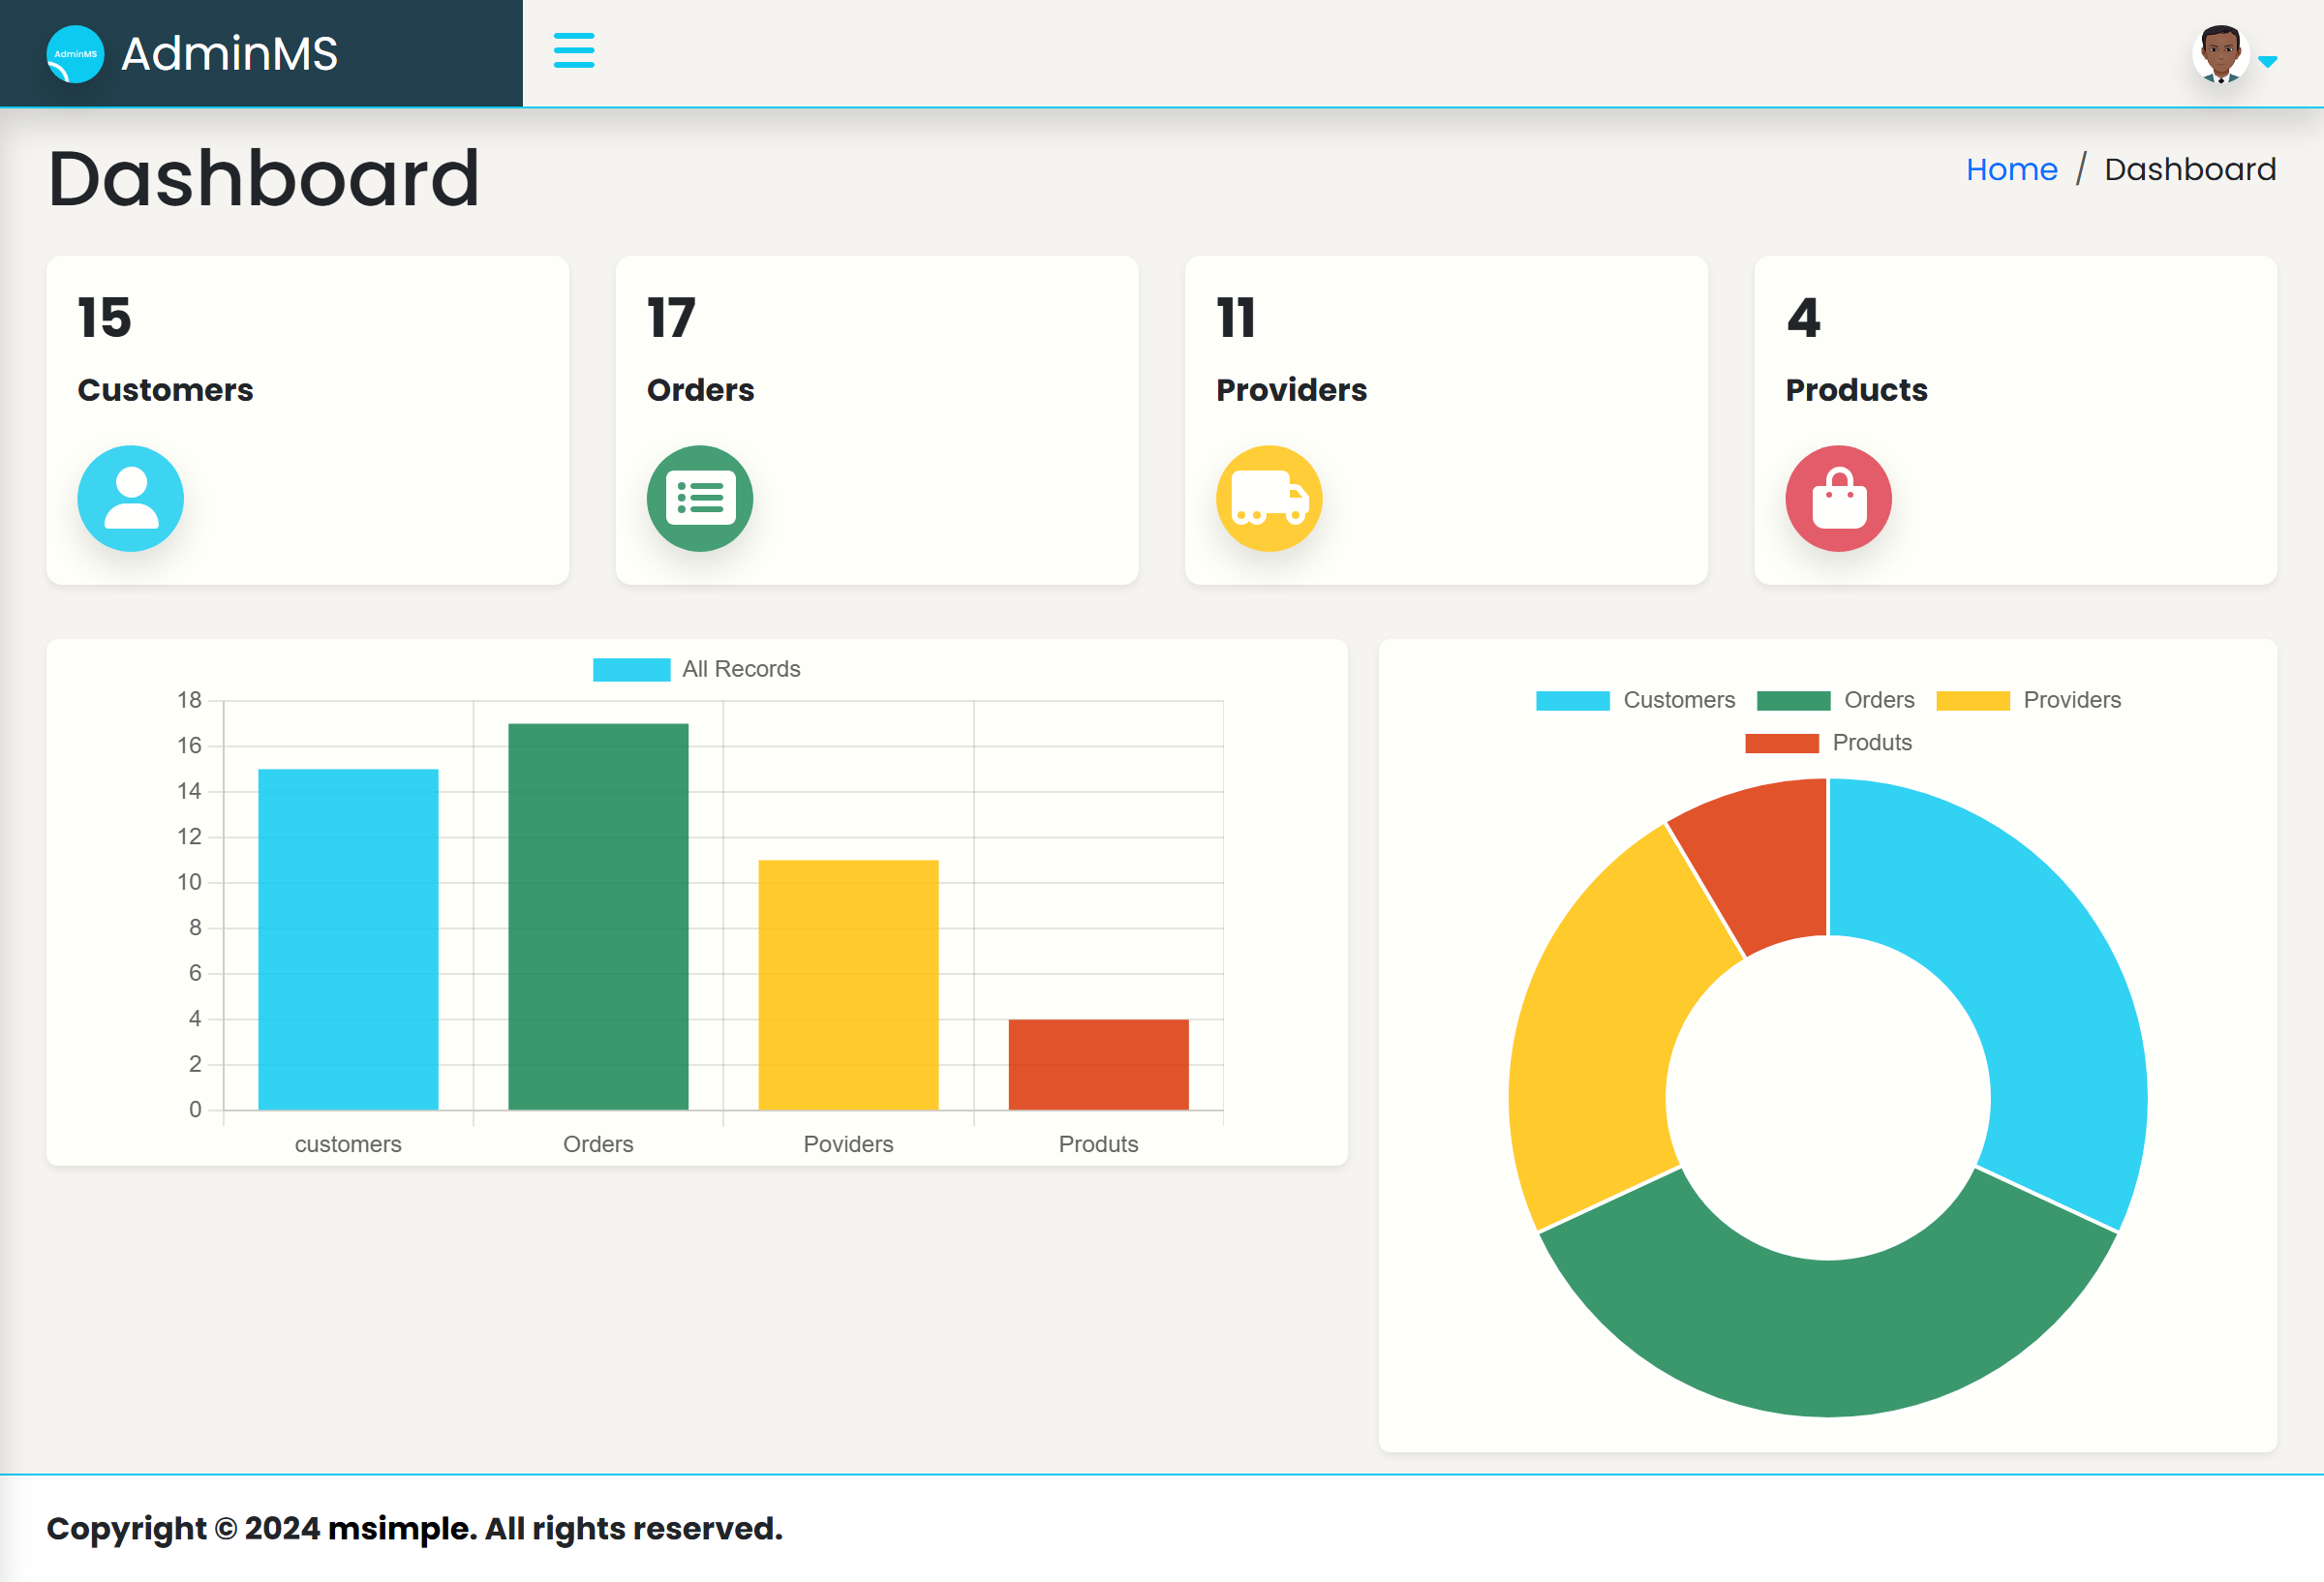 AdminMS AdminMS
Dashboard
Home / Dashboard
15
Customers
17
Orders
11
Providers
4
Products
All Records
18
16
14
12
10
8
6
4
2
0
customers Orders Poviders Produts
Customers Orders Providers
Produts
Copyright © 2024 msimple. All rights reserved.